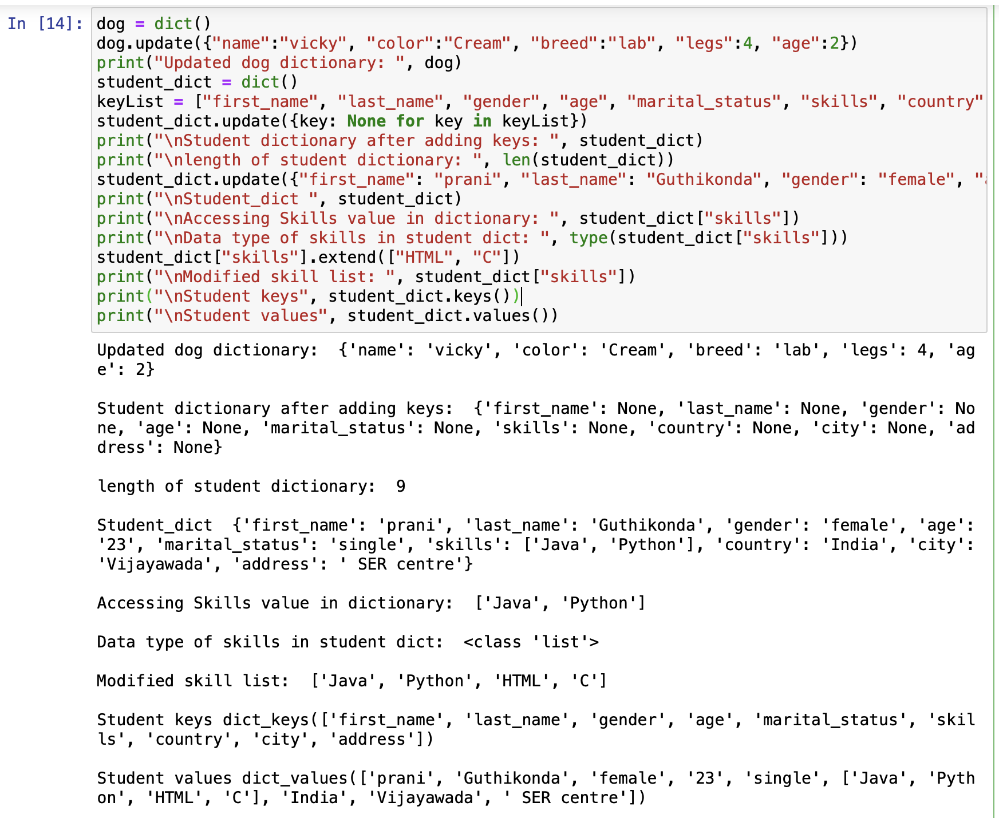 In [14]: dog = dict()
dog.update({"name":"vicky", "color":"Cream", "breed":"lab", "legs":4, "age":2})
print("Updated dog dictionary: ", dog)
student_dict = dict()
keyList = ["first_name", "last_name", "gender", "age", "marital_status", "skills", "country"
student_dict.update({key: None for key in keyList})
print("\nStudent dictionary after adding keys: ", student_dict)
print("\nlength of student dictionary: ", len(student_dict))
student_dict.update({"first_name": "prani", "last_name": "Guthikonda", "gender": "female", "
print("\nStudent_dict ", student_dict)
print("\nAccessing Skills value in dictionary: ", student_dict["skills"])
print("\nData type of skills in student dict: ", type(student_dict["skills"]))
student_dict["skills"].extend(["HTML", "C"])
print("\nModified skill list: ", student_dict["skills"])
print("\nStudent keys", student_dict.keys())
print("\nStudent values", student_dict.values())
Updated dog dictionary:  {'name': 'vicky', 'color': 'Cream', 'breed': 'lab', 'legs': 4, 'ag
e': 2}
Student dictionary after adding keys:  {'first_name': None, 'last_name': None, 'gender': No
ne, 'age': None, 'marital_status': None, 'skills': None, 'country': None, 'city': None, 'ad
dress': None}
length of student dictionary:  9
Student_dict  {'first_name': 'prani', 'last_name': 'Guthikonda', 'gender': 'female', 'age':
'23', 'marital_status': 'single', 'skills': ['Java', 'Python'], 'country': 'India', 'city':
'Vijayawada', 'address': ' SER centre'}
Accessing Skills value in dictionary:  ['Java', 'Python']
Data type of skills in student dict:  <class 'list'>
Modified skill list:  ['Java', 'Python', 'HTML', 'C']
Student keys dict_keys(['first_name', 'last_name', 'gender', 'age', 'marital_status', 'skil
ls', 'country', 'city', 'address'])
Student values dict_values(['prani', 'Guthikonda', 'female', '23', 'single', ['Java', 'Pyth
on', 'HTML', 'C'], 'India', 'Vijayawada', ' SER centre'])